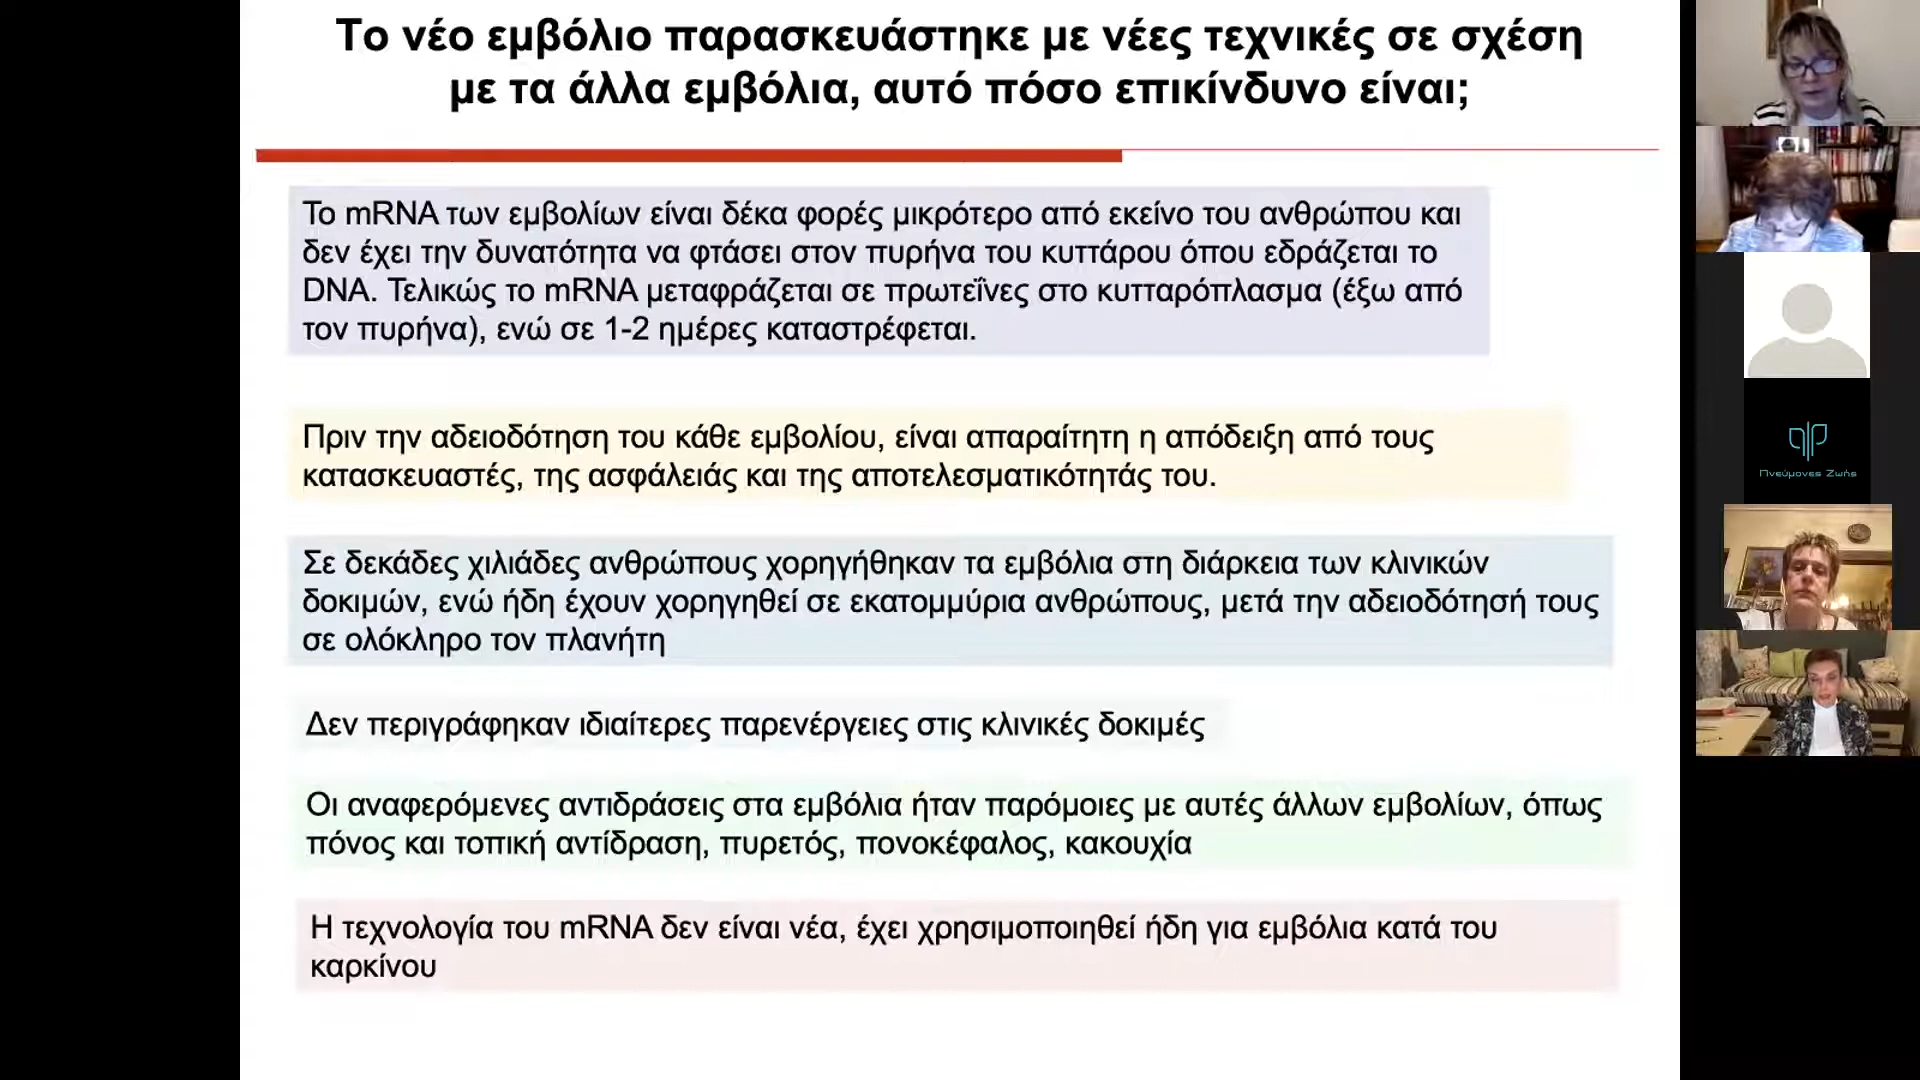 Το νέο εμβόλιο παρασκευάστηκε με νέες τεχνικές σε σχέση
με τα άλλα εμβόλια, αυτό πόσο επικίνδυνο είναι;
Το mRNA των εμβολίων είναι δέκα φορές μικρότερο από εκείνο του ανθρώπου και
δεν έχει την δυνατότητα να φτάσει στον πυρήνα του κυττάρου όπου εδράζεται το
DNA. Τελικώς το mRNA μεταφράζεται σε πρωτεΐνες στο κυτταρόπλασμα (έξω από
τον πυρήνα), ενώ σε 1-2 ημέρες καταστρέφεται.
Πριν την αδειοδότηση του κάθε εμβολίου, είναι απαραίτητη η απόδειξη από τους
κατασκευαστές, της ασφάλειάς και της αποτελεσματικότητάς του.
Σε δεκάδες χιλιάδες ανθρώπους χορηγήθηκαν τα εμβόλια στη διάρκεια των κλινικών
δοκιμών, ενώ ήδη έχουν χορηγηθεί σε εκατομμύρια ανθρώπους, μετά την αδειοδότησή τους
σε ολόκληρο τον πλανήτη
Δεν περιγράφηκαν ιδιαίτερες παρενέργειες στις κλινικές δοκιμές
Οι αναφερόμενες αντιδράσεις στα εμβόλια ήταν παρόμοιες με αυτές άλλων εμβολίων, όπως
πόνος και τοπική αντίδραση, πυρετός, πονοκέφαλος, κακουχία
Η τεχνολογία του mRNA δεν είναι νέα, έχει χρησιμοποιηθεί ήδη για εμβόλια κατά του
καρκίνου
Πνεύμονες Ζωής